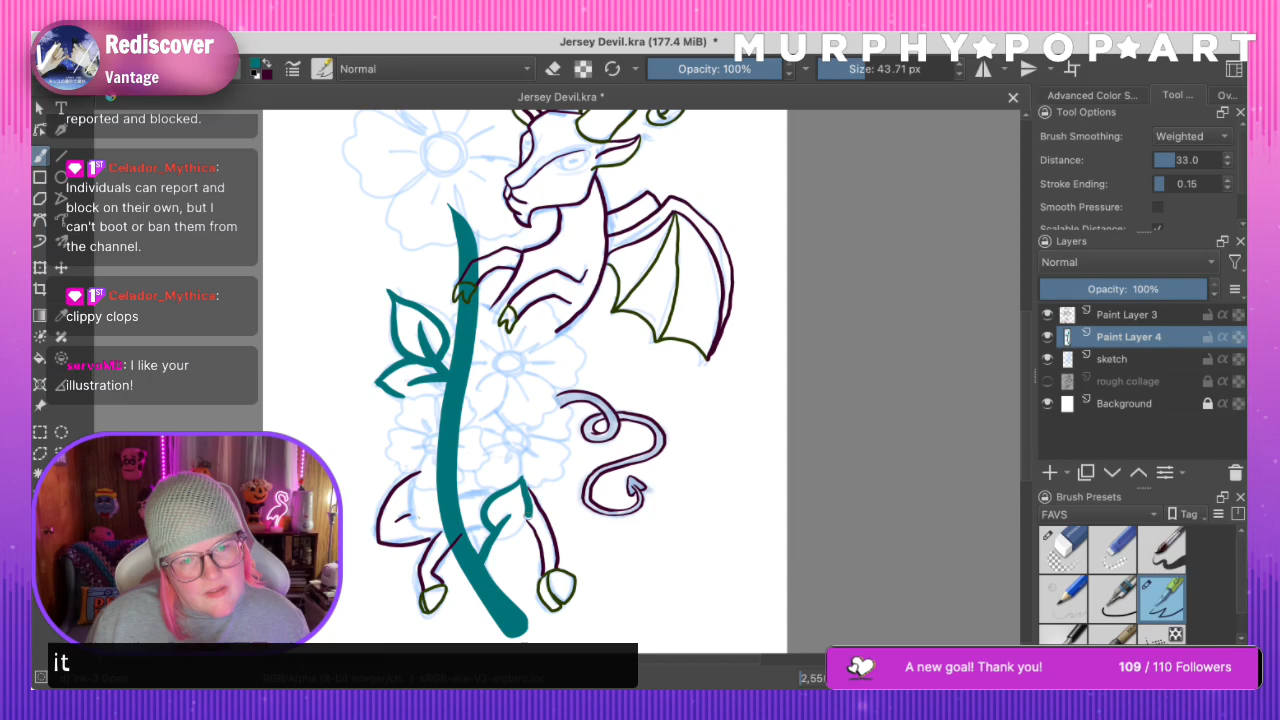 Rediscover
Vantage
Jersey Devil.kra (177.4 MiB) *
MURPHY★POP★ART
Normal
Opacity: 100%
Size: 43.71 px
Jersey Devil.kra *
Advanced Color S...
Tool ...
Ov...
reported and blocked.
Celador_Mythica:
Individuals can report and
block on their own, but I
can't boot or ban them from
the channel.
Celador_Mythica:
clippy clops
I like your
illustration!
Tool Options
Brush Smoothing: Weighted
Distance: 33.0
Stroke Ending: 0.15
Smooth Pressure:
Scalable Distance:
Layers
Normal
Opacity: 100%
Paint Layer 3
Paint Layer 4
sketch
rough collage
Background
Brush Presets
FAVS
Tag
it
A new goal! Thank you!
109 / 110 Followers